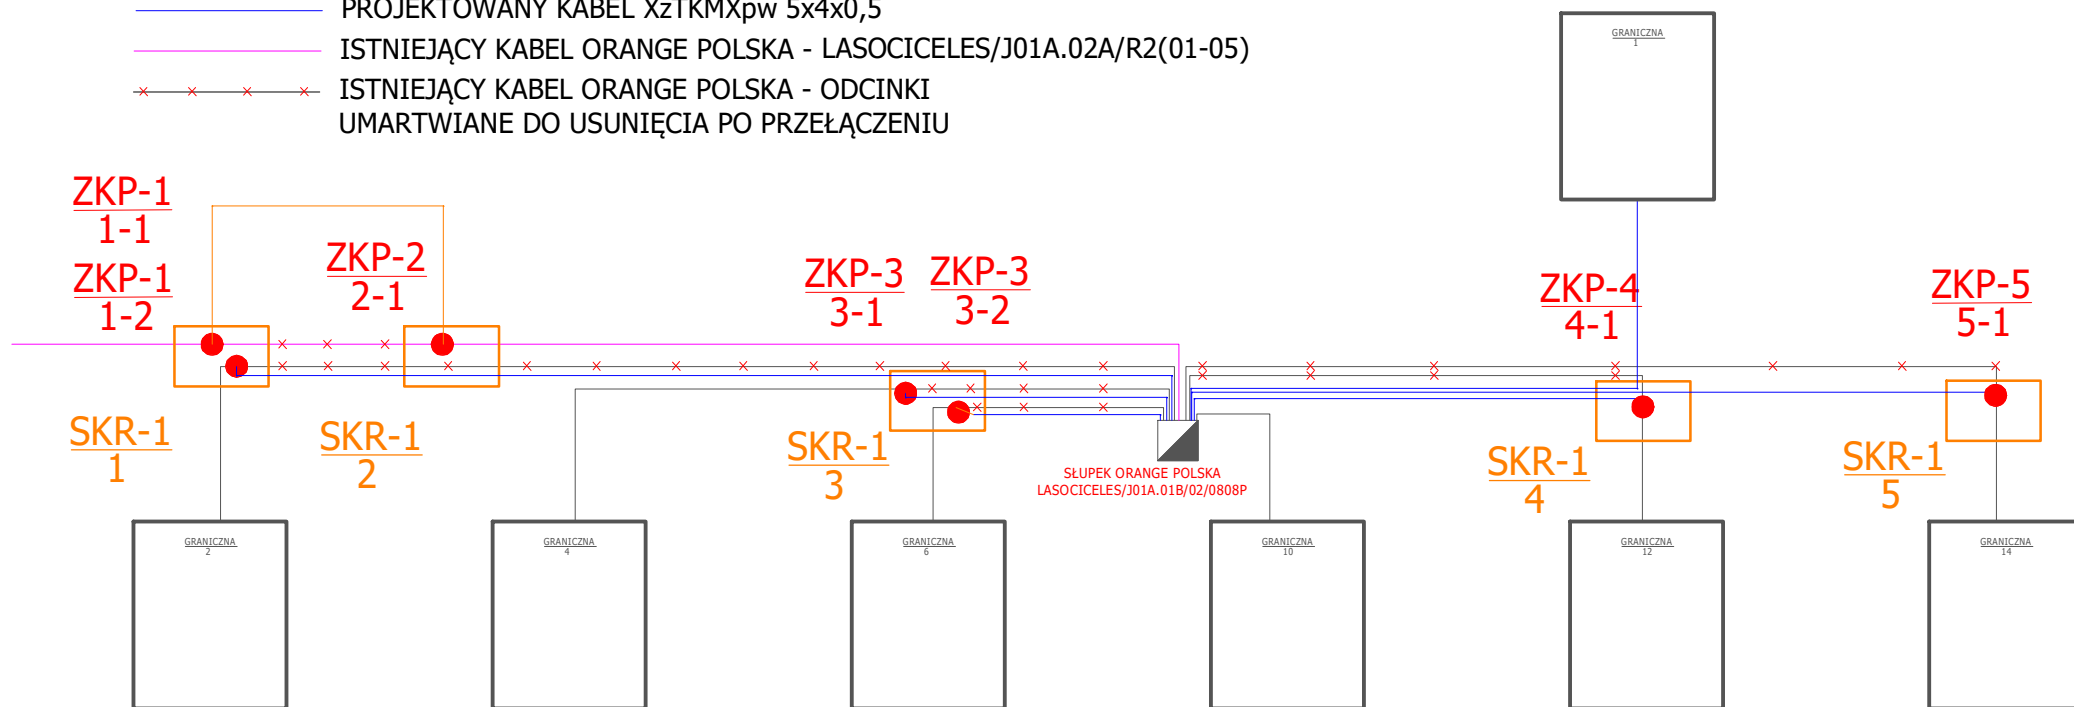 PROJEKTOWANY KABEL XzTKMXpw 5x4x0,5
ISTNIEJĄCY KABEL ORANGE POLSKA - LASOCICELES/J01A.02A/R2(01-05)
ISTNIEJĄCY KABEL ORANGE POLSKA - ODCINKI
UMARTWIANE DO USUNIĘCIA PO PRZEŁĄCZENIU
GRANICZNA
1
ZKP-1
1-1
ZKP-1
1-2
ZKP-2
2-1
ZKP-3
3-1
ZKP-3
3-2
ZKP-4
4-1
ZKP-5
5-1
SKR-1
1
SKR-1
2
SKR-1
3
SŁUPEK ORANGE POLSKA
LASOCICELES/J01A.01B/02/0808P
SKR-1
4
SKR-1
5
GRANICZNA
2
GRANICZNA
4
GRANICZNA
6
GRANICZNA
10
GRANICZNA
12
GRANICZNA
14